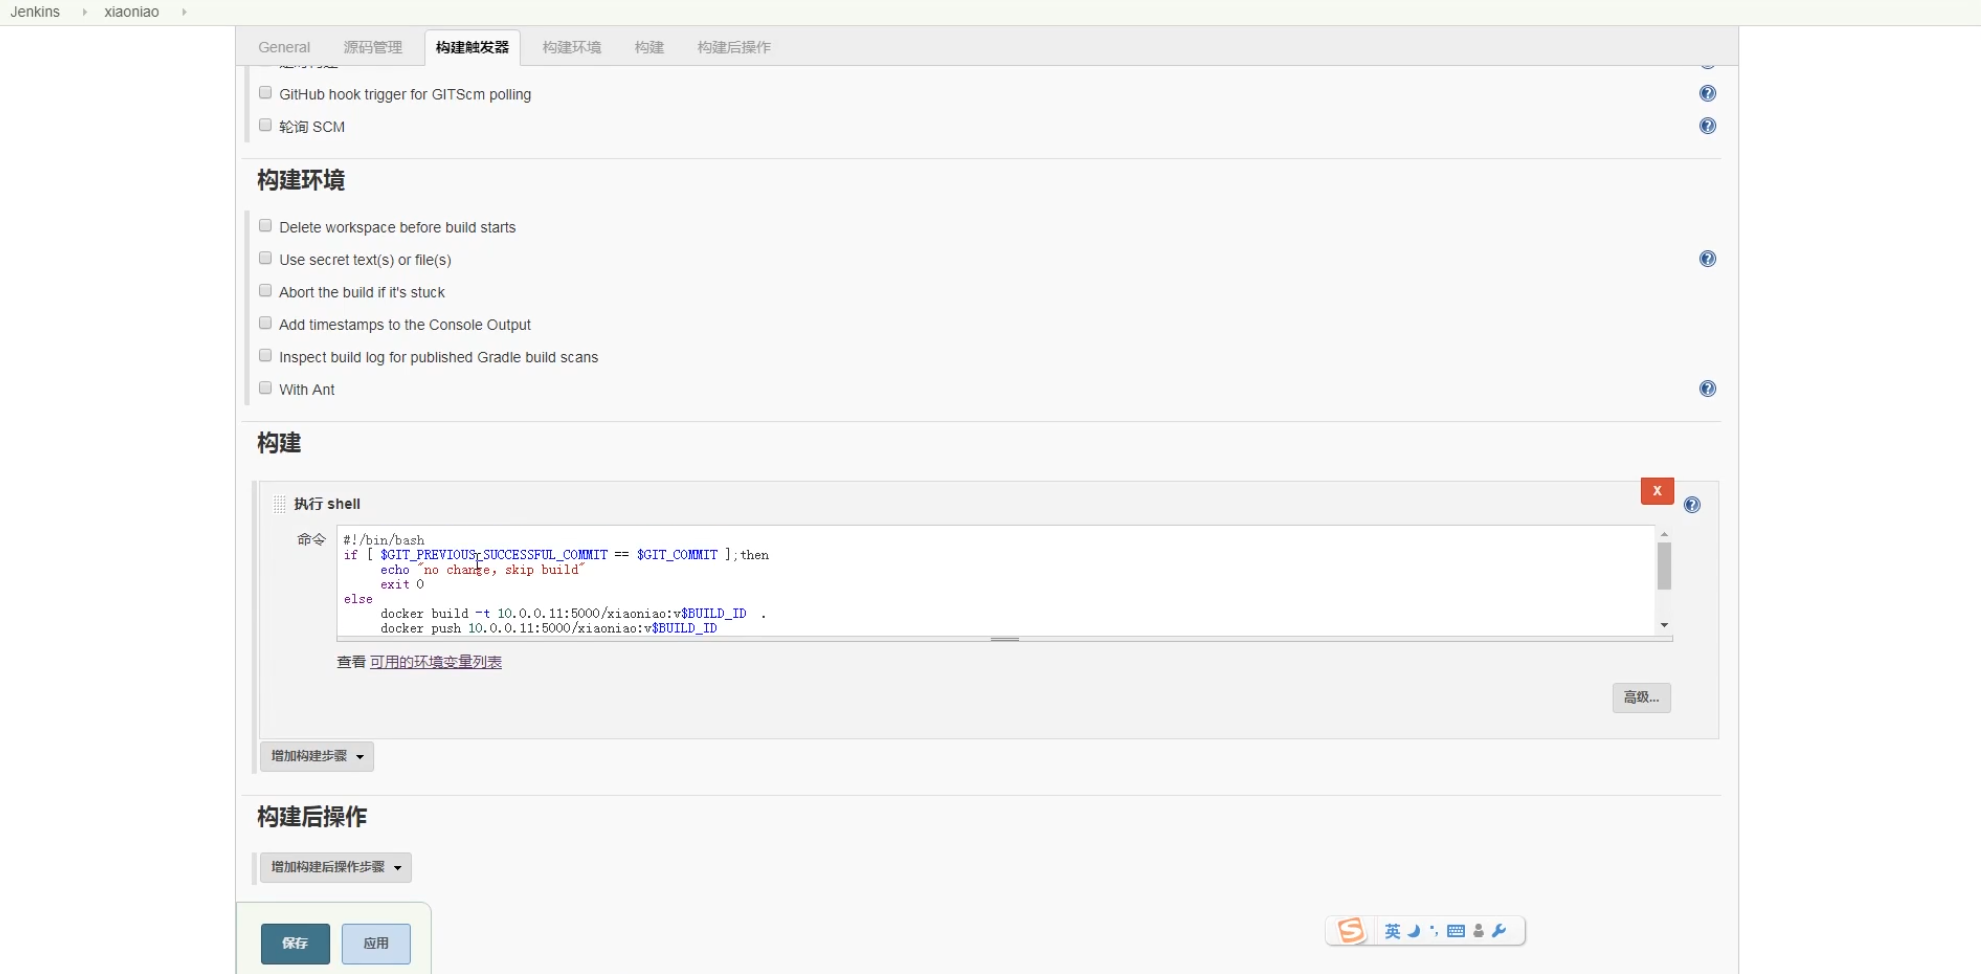 Jenkins xiaoniao
General 源码管理 构建触发器 构建环境 构建 构建后操作
GitHub hook trigger for GITScm polling
轮询 SCM
构建环境
Delete workspace before build starts
Use secret text(s) or file(s)
Abort the build if it's stuck
Add timestamps to the Console Output
Inspect build log for published Gradle build scans
With Ant
构建
执行 shell
X
命令
#!/bin/bash
if [ $GIT_PREVIOUS_SUCCESSFUL_COMMIT == $GIT_COMMIT ];then
echo "no change, skip build"
exit 0
else
docker build -t 10.0.0.11:5000/xiaoniao:v$BUILD_ID .
docker push 10.0.0.11:5000/xiaoniao:v$BUILD_ID
查看 可用的环境变量列表
高级...
增加构建步骤
构建后操作
增加构建后操作步骤
保存 应用
英